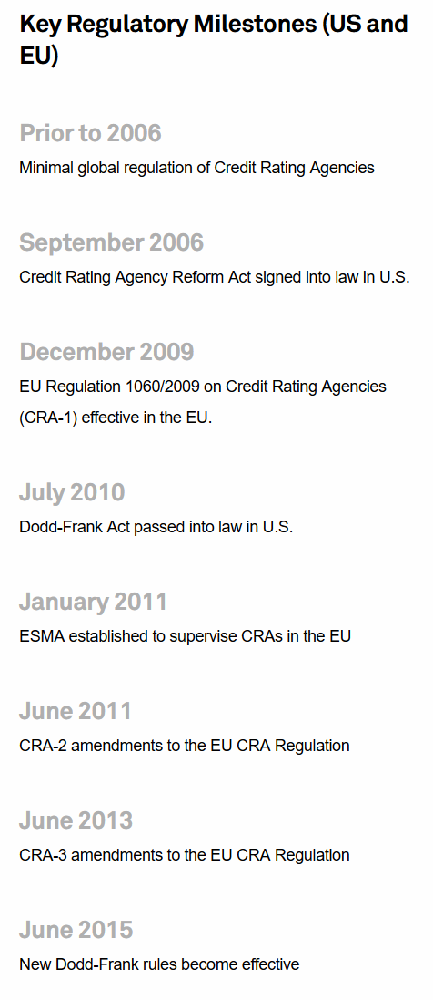 Key Regulatory Milestones (US and
EU)
Prior to 2006
Minimal global regulation of Credit Rating Agencies
September 2006
Credit Rating Agency Reform Act signed into law in U.S.
December 2009
EU Regulation 1060/2009 on Credit Rating Agencies
(CRA-1) effective in the EU.
July 2010
Dodd-Frank Act passed into law in U.S.
January 2011
ESMA established to supervise CRAs in the EU
June 2011
CRA-2 amendments to the EU CRA Regulation
June 2013
CRA-3 amendments to the EU CRA Regulation
June 2015
New Dodd-Frank rules become effective